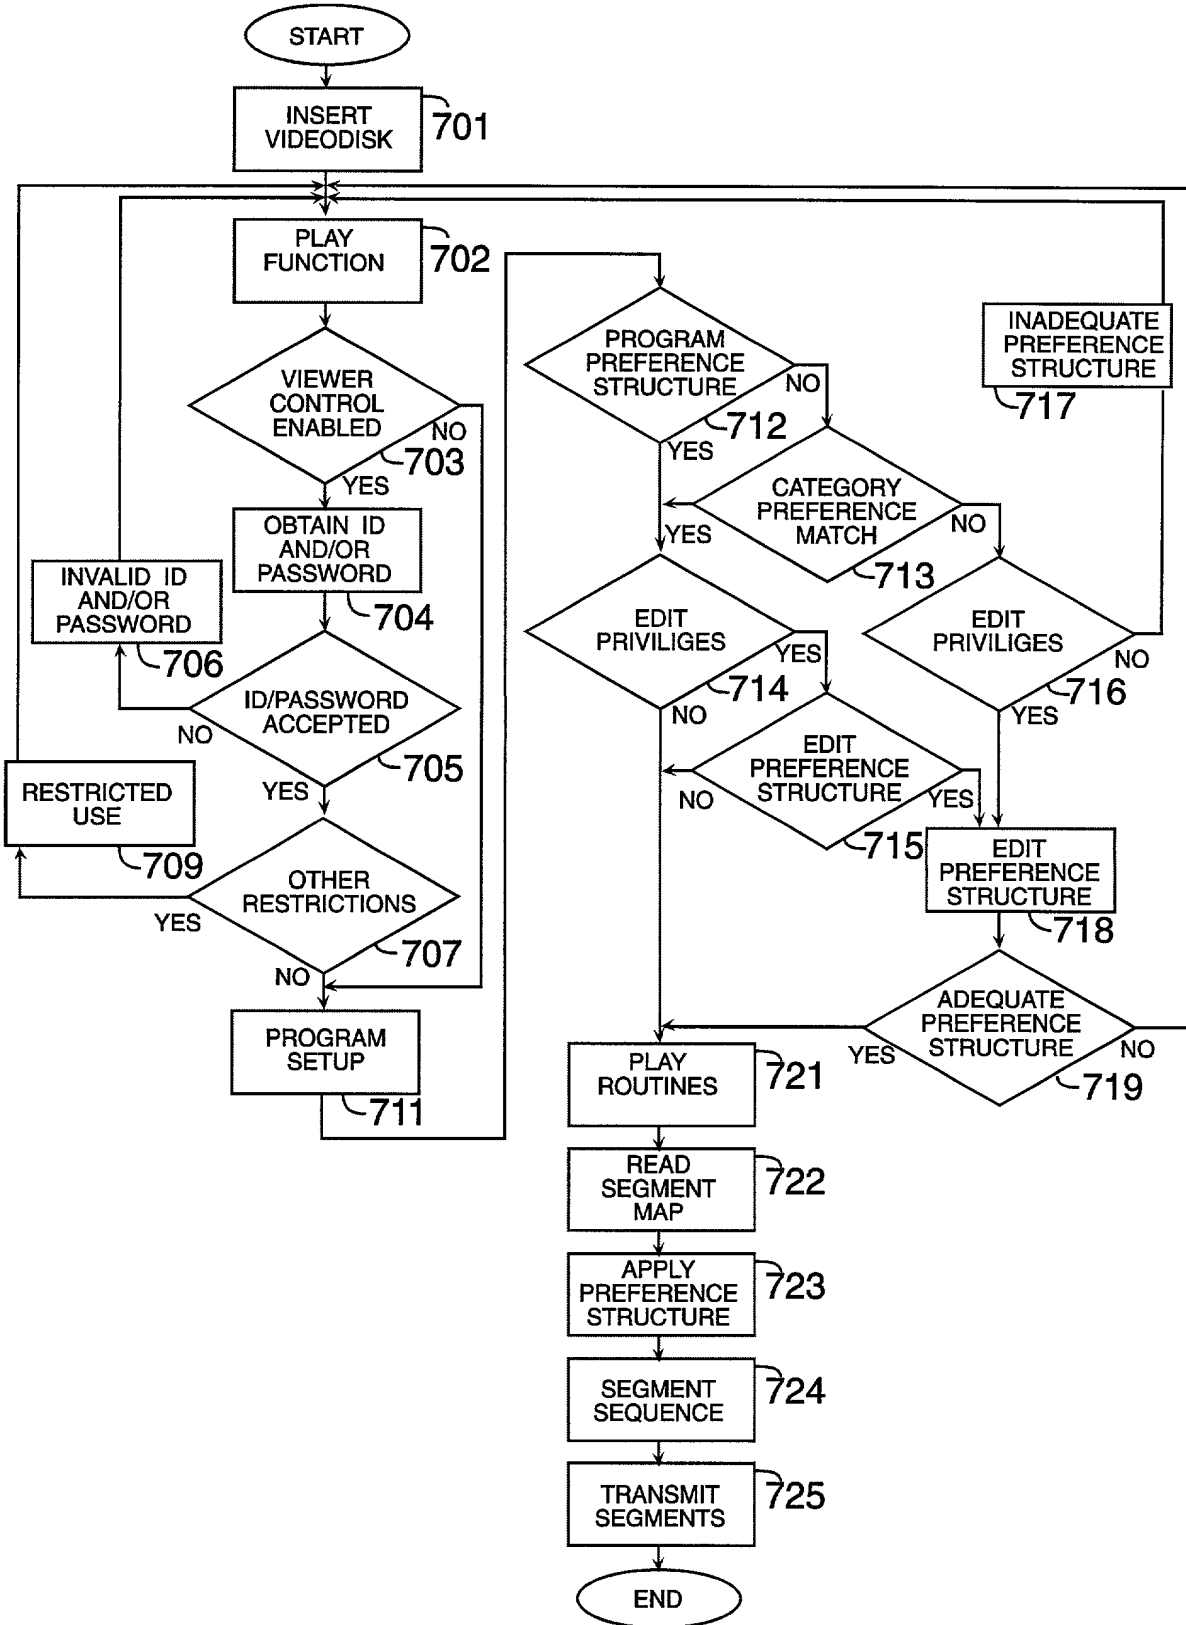 START
INSERT
VIDEODISK
701
PLAY
FUNCTION
702
VIEWER
CONTROL
ENABLED
NO
703
YES
OBTAIN ID
AND/OR
PASSWORD
704
INVALID ID
AND/OR
PASSWORD
706
ID/PASSWORD
ACCEPTED
NO
705
YES
RESTRICTED
USE
709
OTHER
RESTRICTIONS
YES
707
NO
PROGRAM
SETUP
711
PROGRAM
PREFERENCE
STRUCTURE
NO
712
YES
CATEGORY
PREFERENCE
MATCH
NO
YES
713
INADEQUATE
PREFERENCE
STRUCTURE
717
EDIT
PRIVILIGES
YES
714
NO
EDIT
PRIVILIGES
NO
716
YES
EDIT
PREFERENCE
STRUCTURE
NO
YES
715
EDIT
PREFERENCE
STRUCTURE
718
ADEQUATE
PREFERENCE
STRUCTURE
YES
NO
719
PLAY
ROUTINES
721
READ
SEGMENT
MAP
722
APPLY
PREFERENCE
STRUCTURE
723
SEGMENT
SEQUENCE
724
TRANSMIT
SEGMENTS
725
END